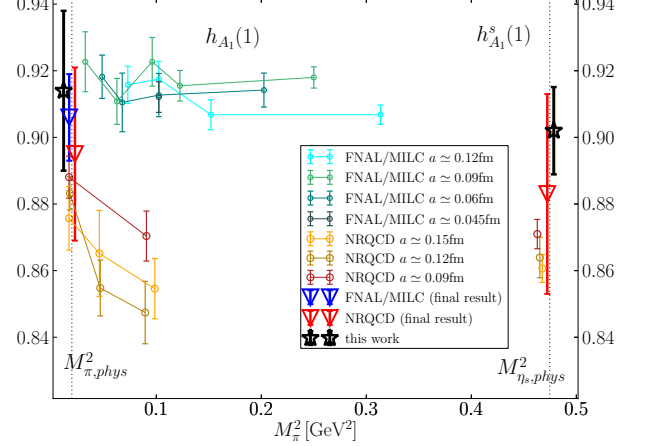 0.94 0.94
h_{A_1}(1) h^s_{A_1}(1)
0.92 0.92
0.90 0.90
FNAL/MILC a ≃ 0.12fm
FNAL/MILC a ≃ 0.09fm
0.88 0.88
FNAL/MILC a ≃ 0.06fm
FNAL/MILC a ≃ 0.045fm
NRQCD a ≃ 0.15fm
NRQCD a ≃ 0.12fm
0.86 0.86
NRQCD a ≃ 0.09fm
FNAL/MILC (final result)
NRQCD (final result)
0.84 0.84
this work
M^2_{π,phys} M^2_{η_s,phys}
0.1 0.2 0.3 0.4 0.5
M^2_π [GeV^2]